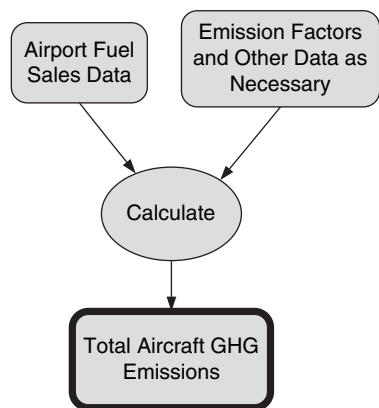 Airport Fuel
Sales Data
Emission Factors
and Other Data as
Necessary
Calculate
Total Aircraft GHG
Emissions